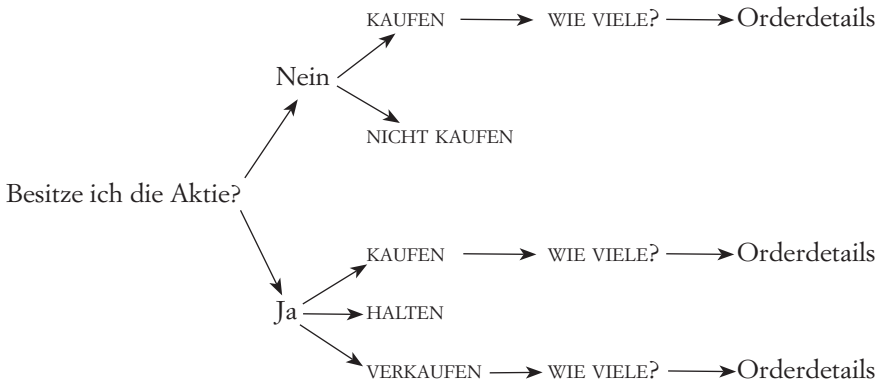 KAUFEN WIE VIELE? Orderdetails
Nein
NICHT KAUFEN
Besitze ich die Aktie?
KAUFEN WIE VIELE? Orderdetails
Ja
HALTEN
VERKAUFEN WIE VIELE? Orderdetails